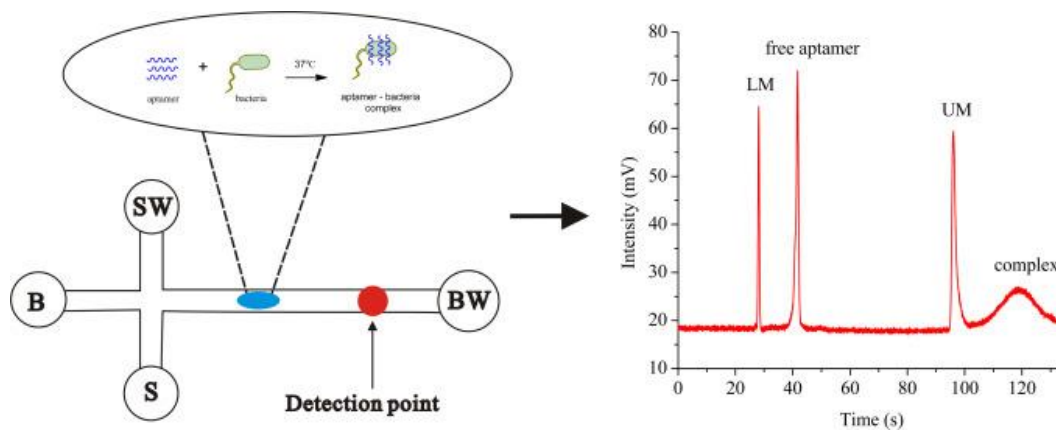 37℃
+
aptamer
bacteria
aptamer - bacteria
complex
SW
B
BW
S
Detection point
80
70
60
50
40
30
20
10
Intensity (mV)
free aptamer
LM
UM
complex
0 20 40 60 80 100 120
Time (s)